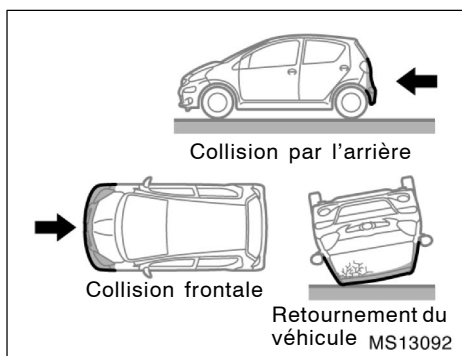 Collision par l'arrière
Collision frontale
Retournement du
véhicule
MS13092